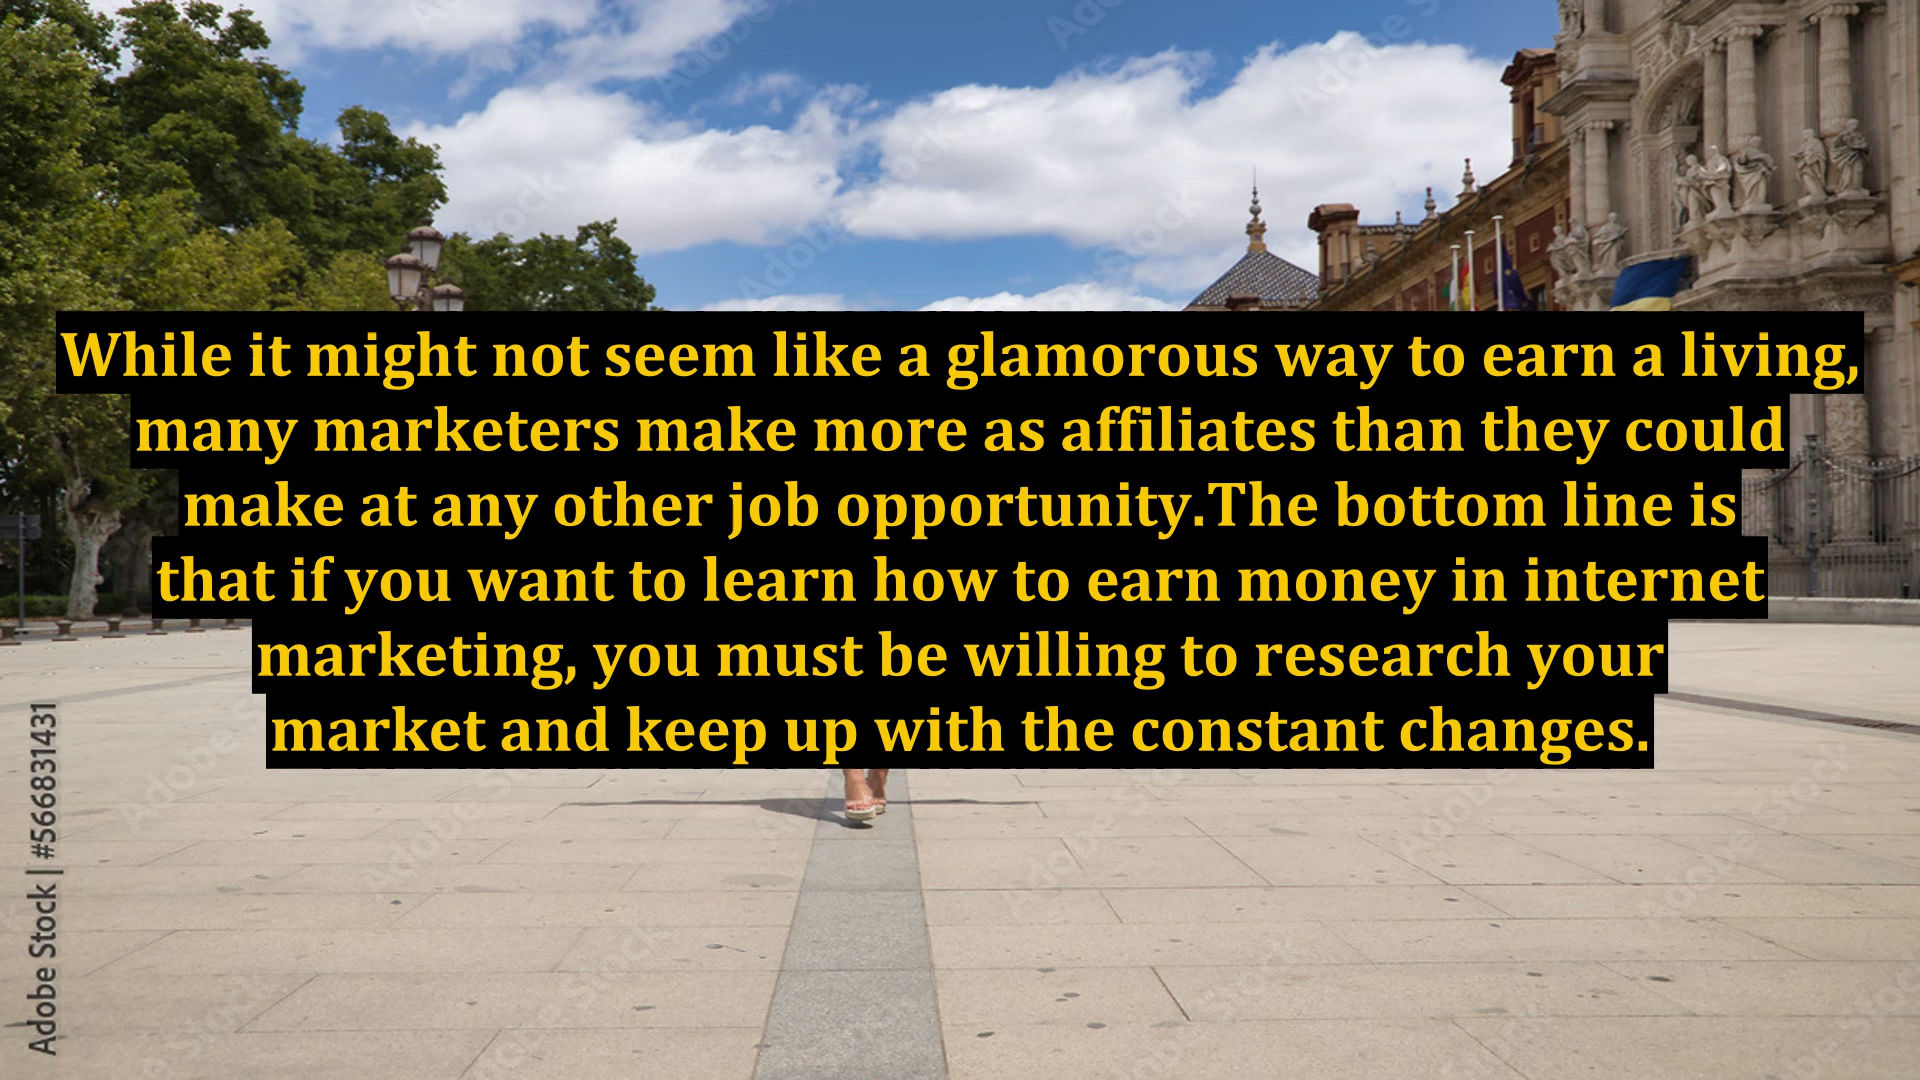 While it might not seem like a glamorous way to earn a living,
many marketers make more as affiliates than they could
make at any other job opportunity.The bottom line is
that if you want to learn how to earn money in internet
marketing, you must be willing to research your
market and keep up with the constant changes.
Adobe Stock | #566831431